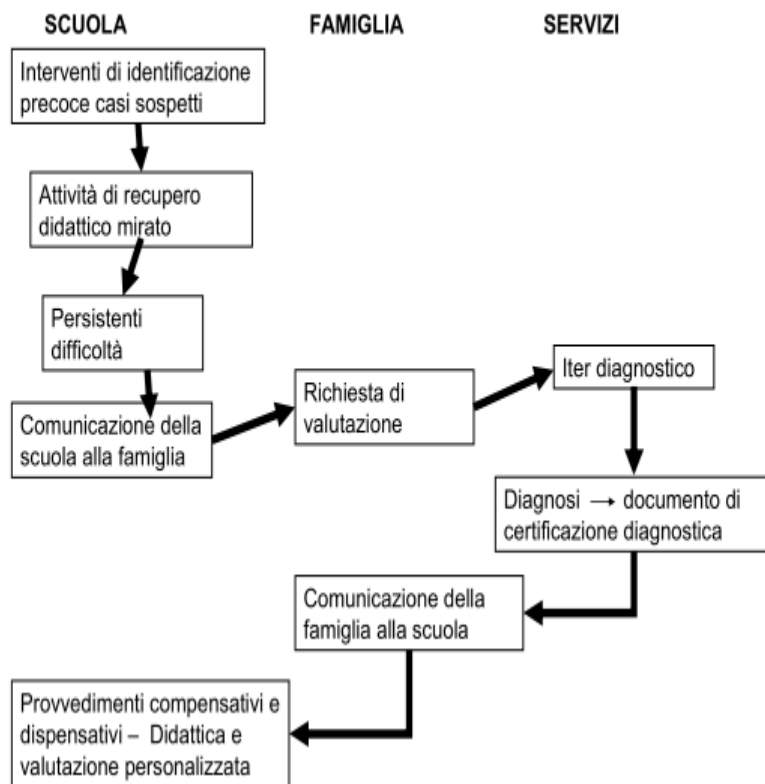 SCUOLA FAMIGLIA SERVIZI
Interventi di identificazione
precoce casi sospetti
Attività di recupero
didattico mirato
Persistenti
difficoltà
Comunicazione della
scuola alla famiglia
Richiesta di
valutazione
Iter diagnostico
Diagnosi → documento di
certificazione diagnostica
Comunicazione della
famiglia alla scuola
Provvedimenti compensativi e
dispensativi – Didattica e
valutazione personalizzata